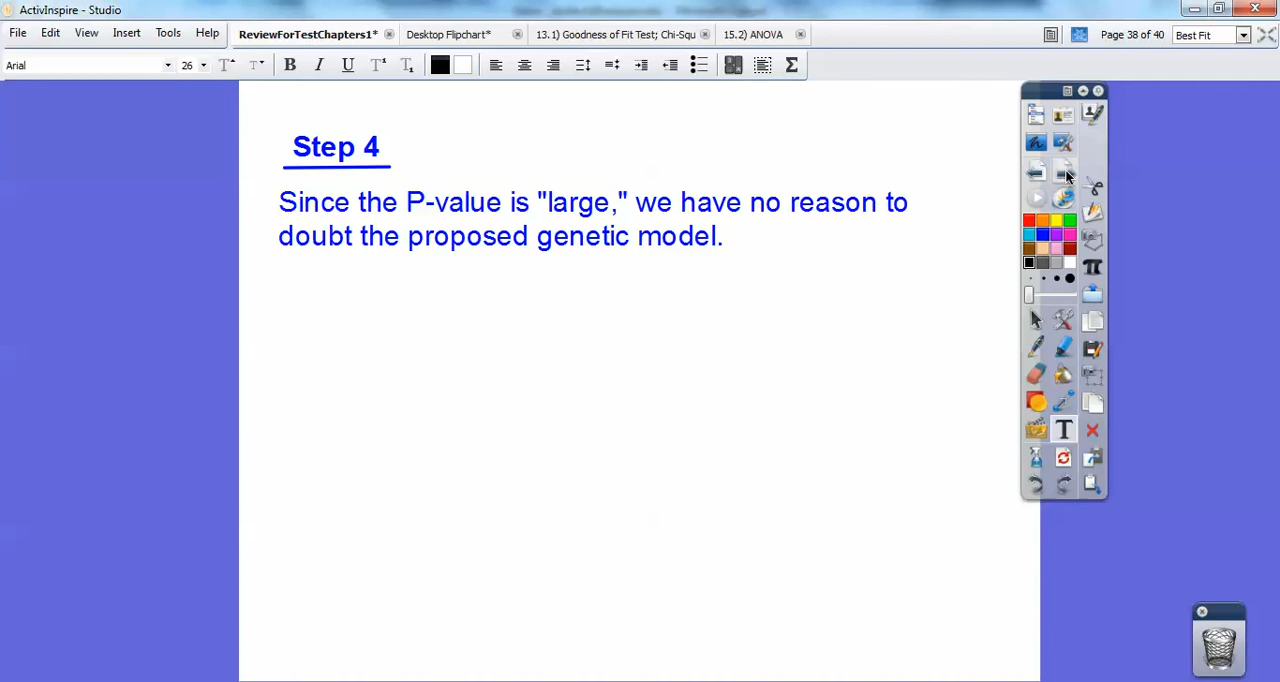 ActivInspire - Studio
File Edit View Insert Tools Help
ReviewForTestChapters1* Desktop Flipchart* 13.1) Goodness of Fit Test; Chi-Squ 15.2) ANOVA Page 38 of 40 Best Fit
Arial 26
Step 4
Since the P-value is "large," we have no reason to
doubt the proposed genetic model.